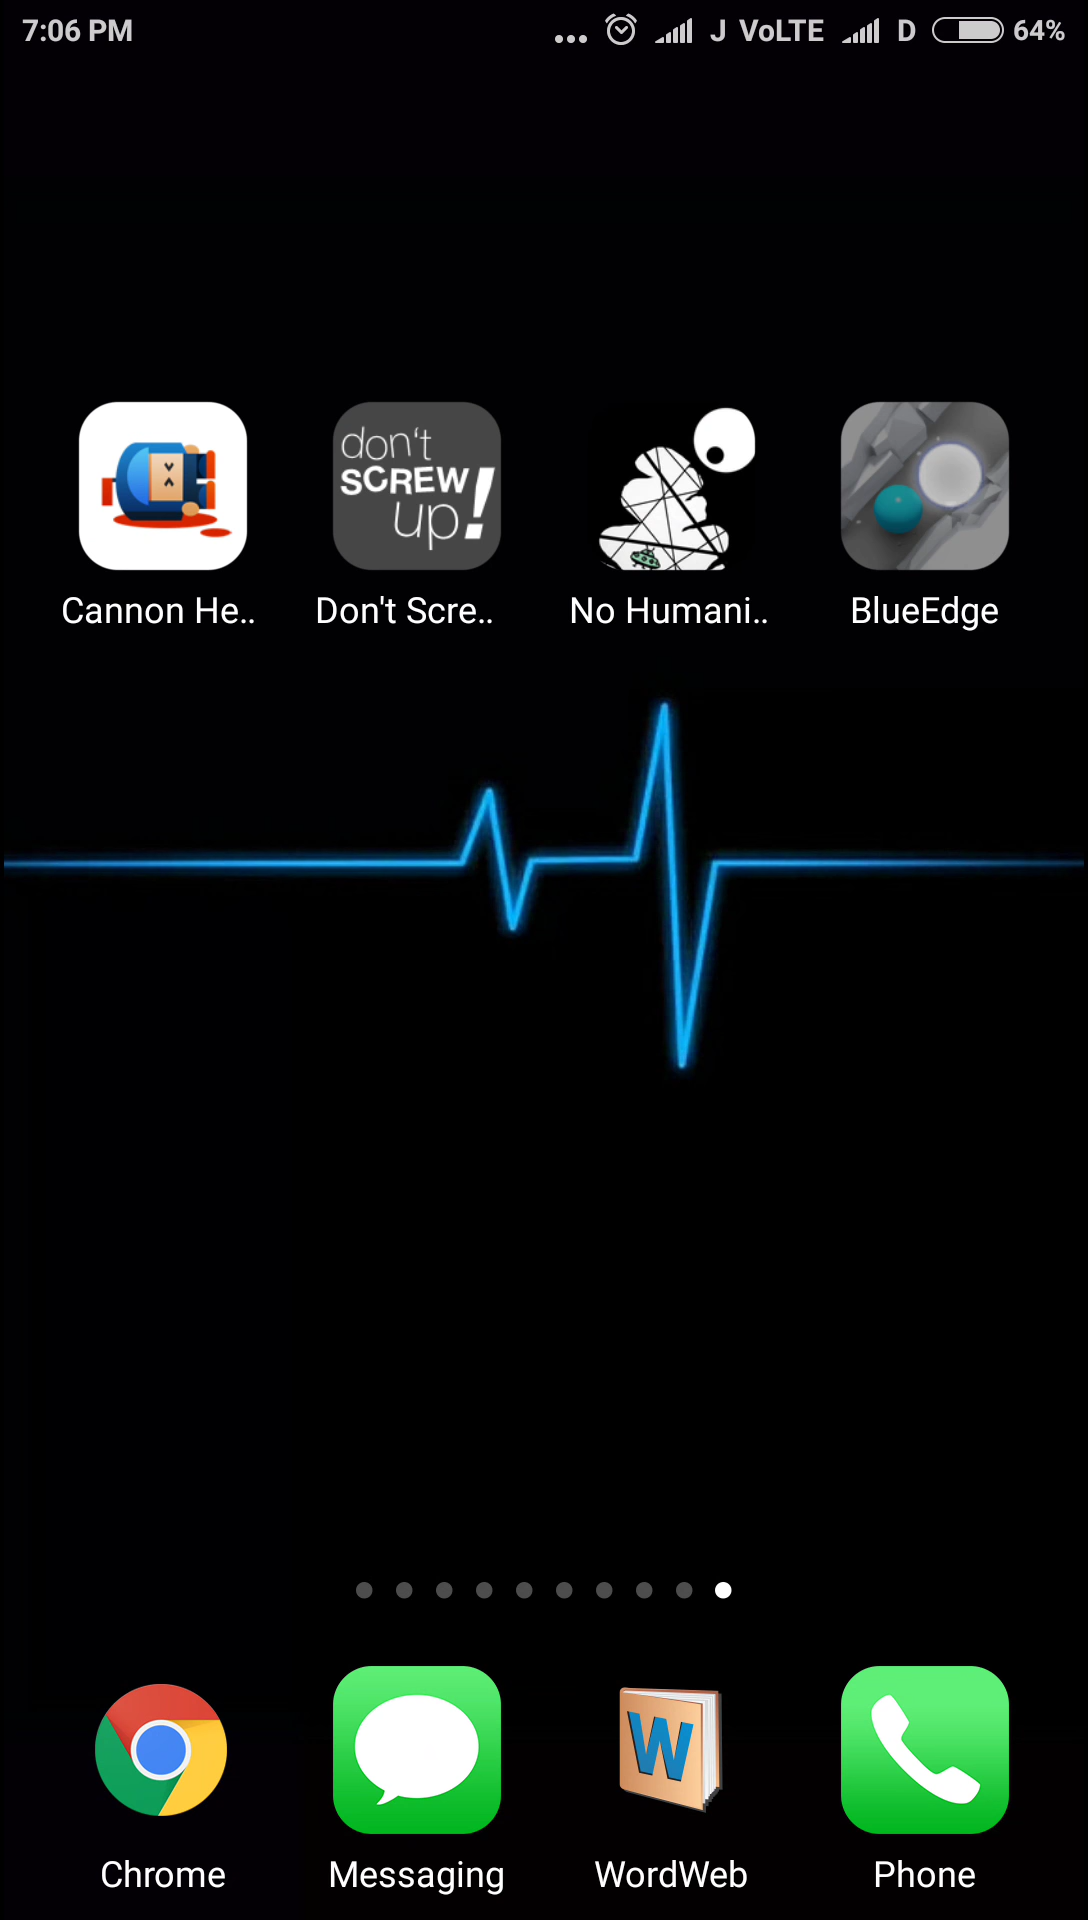 7:06 PM ... J VoLTE D 64%
don't
SCREW
up!
Cannon He.. Don't Scre.. No Humani.. BlueEdge
W
Chrome Messaging WordWeb Phone